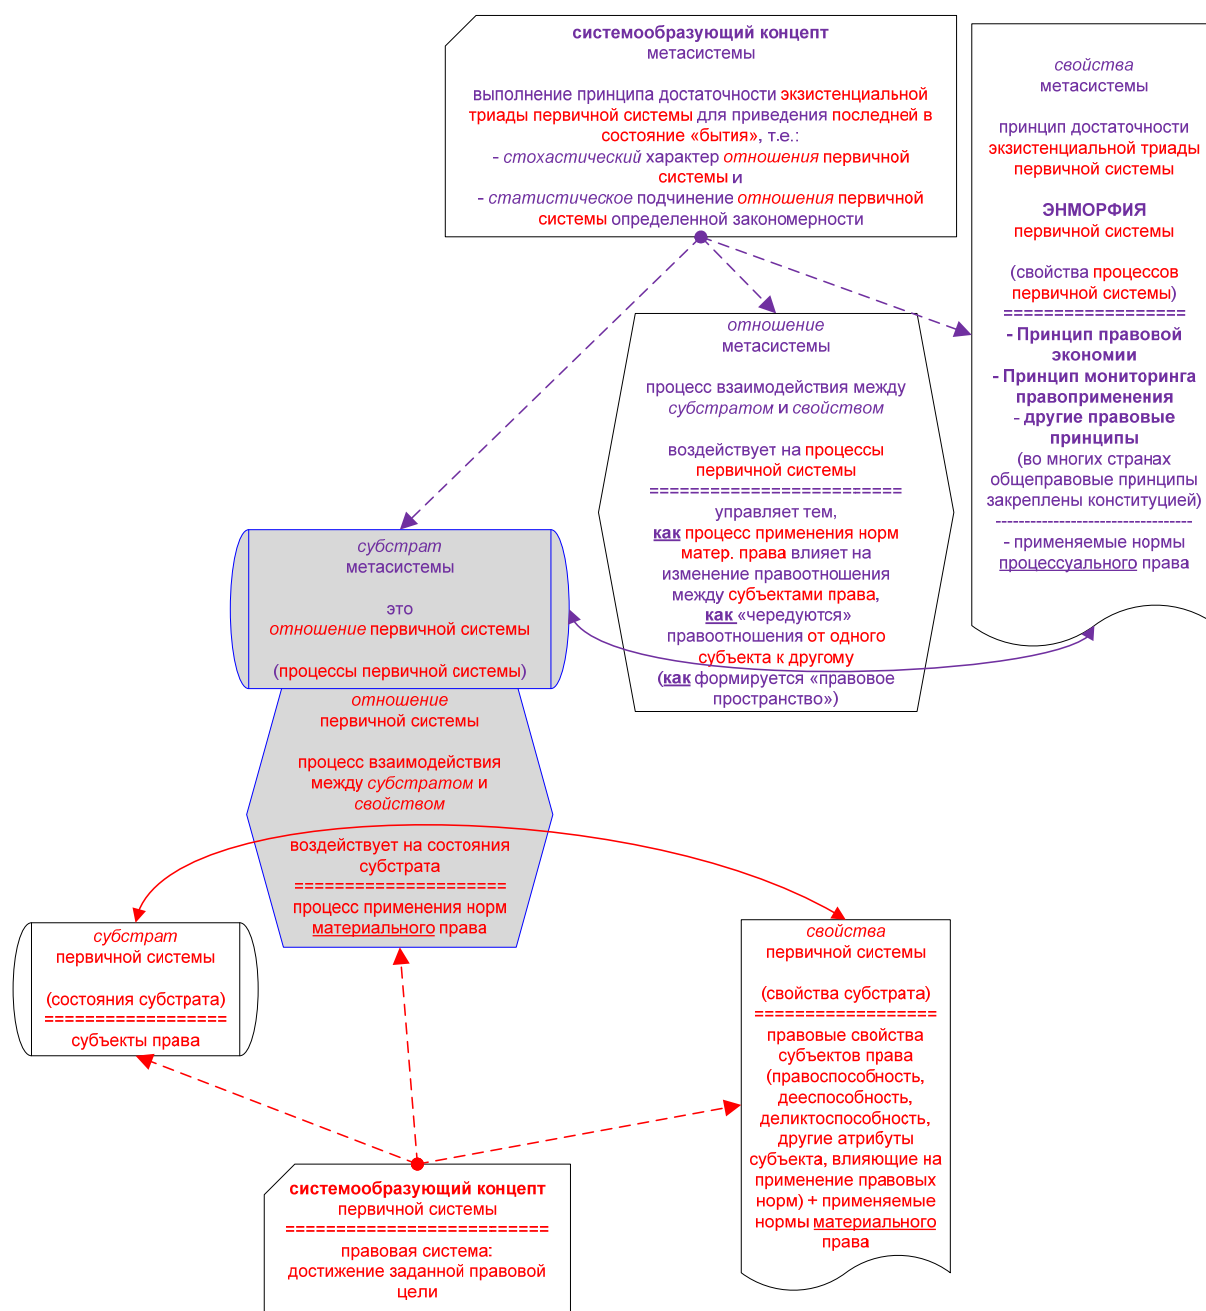 системообразующий концепт
метасистемы
выполнение принципа достаточности экзистенциальной
триады первичной системы для приведения последней в
состояние «бытия», т.е.:
- стохастический характер отношения первичной
системы и
- статистическое подчинение отношения первичной
системы определенной закономерности
свойства
метасистемы
принцип достаточности
экзистенциальной триады
первичной системы
ЭНМОРФИЯ
первичной системы
(свойства процессов
первичной системы)
==================
- Принцип правовой
экономии
- Принцип мониторинга
правоприменения
- другие правовые
принципы
(во многих странах
общеправовые принципы
закреплены конституцией)
----------------------------------
- применяемые нормы
процессуального права
отношение
метасистемы
процесс взаимодействия между
субстратом и свойством
воздействует на процессы
первичной системы
=========================
управляет тем,
как процесс применения норм
матер. права влияет на
изменение правоотношения
между субъектами права,
как «чередуются»
правоотношения от одного
субъекта к другому
(как формируется «правовое
пространство»)
субстрат
метасистемы
это
отношение первичной системы
(процессы первичной системы)
отношение
первичной системы
процесс взаимодействия
между субстратом и
свойством
воздействует на состояния
субстрата
=====================
процесс применения норм
материального права
субстрат
первичной системы
(состояния субстрата)
==================
субъекты права
свойства
первичной системы
(свойства субстрата)
==================
правовые свойства
субъектов права
(правоспособность,
дееспособность,
деликтоспособность,
другие атрибуты
субъекта, влияющие на
применение правовых
норм) + применяемые
нормы материального
права
системообразующий концепт
первичной системы
==========================
правовая система:
достижение заданной правовой
цели